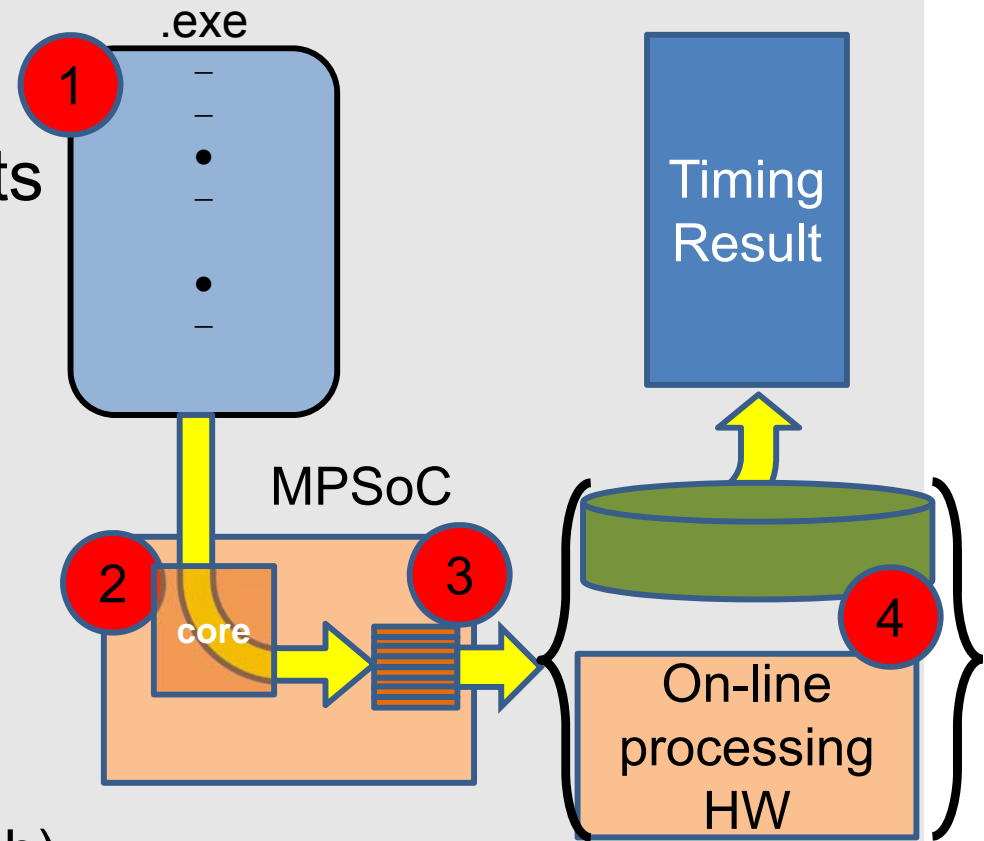 .exe
1
ts
Timing
Result
MPSoC
2
3
core
4
On-line
processing
HW